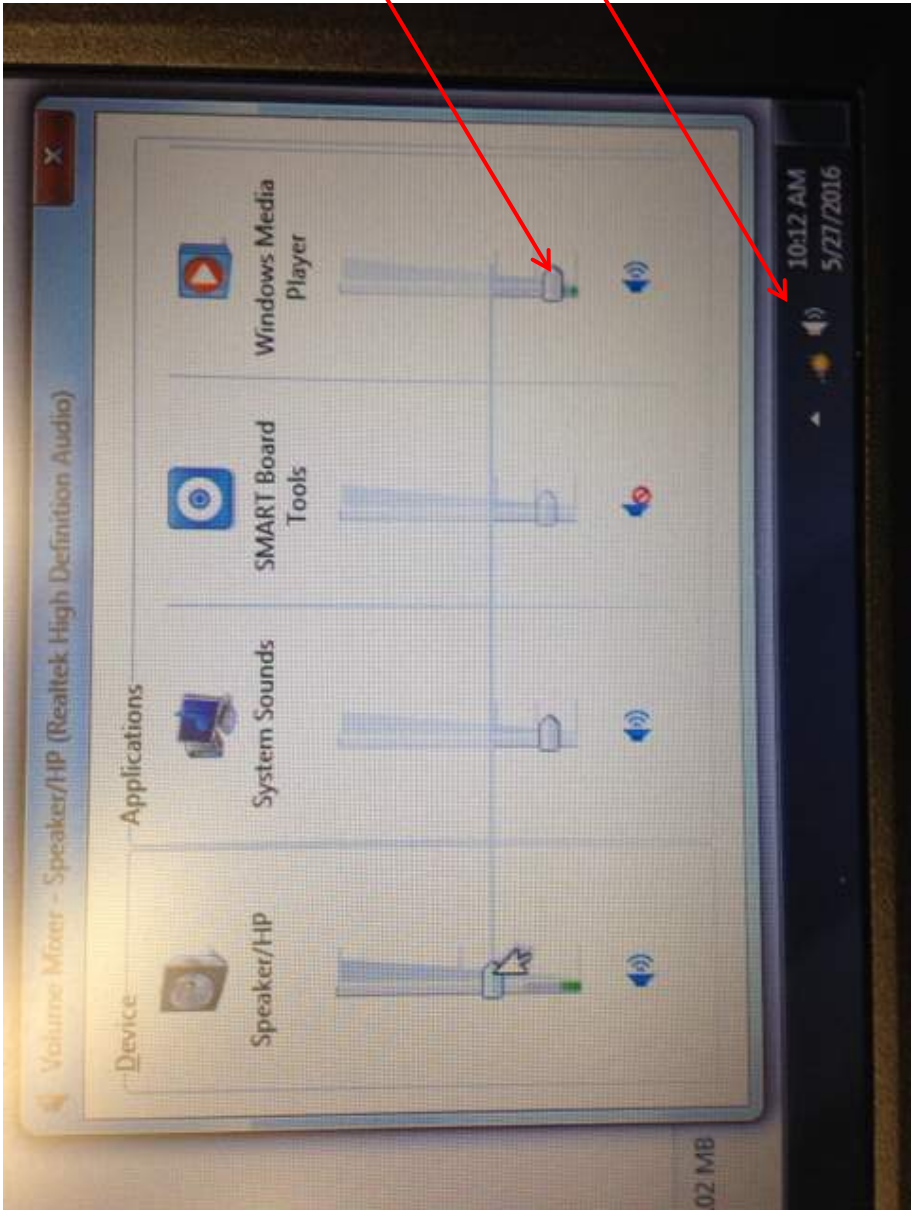 Volume Mixer - Speaker/HP (Realtek High Definition Audio)
Device
Applications
Speaker/HP
System Sounds
SMART Board
Tools
Windows Media
Player
02 MB
10:12 AM
5/27/2016